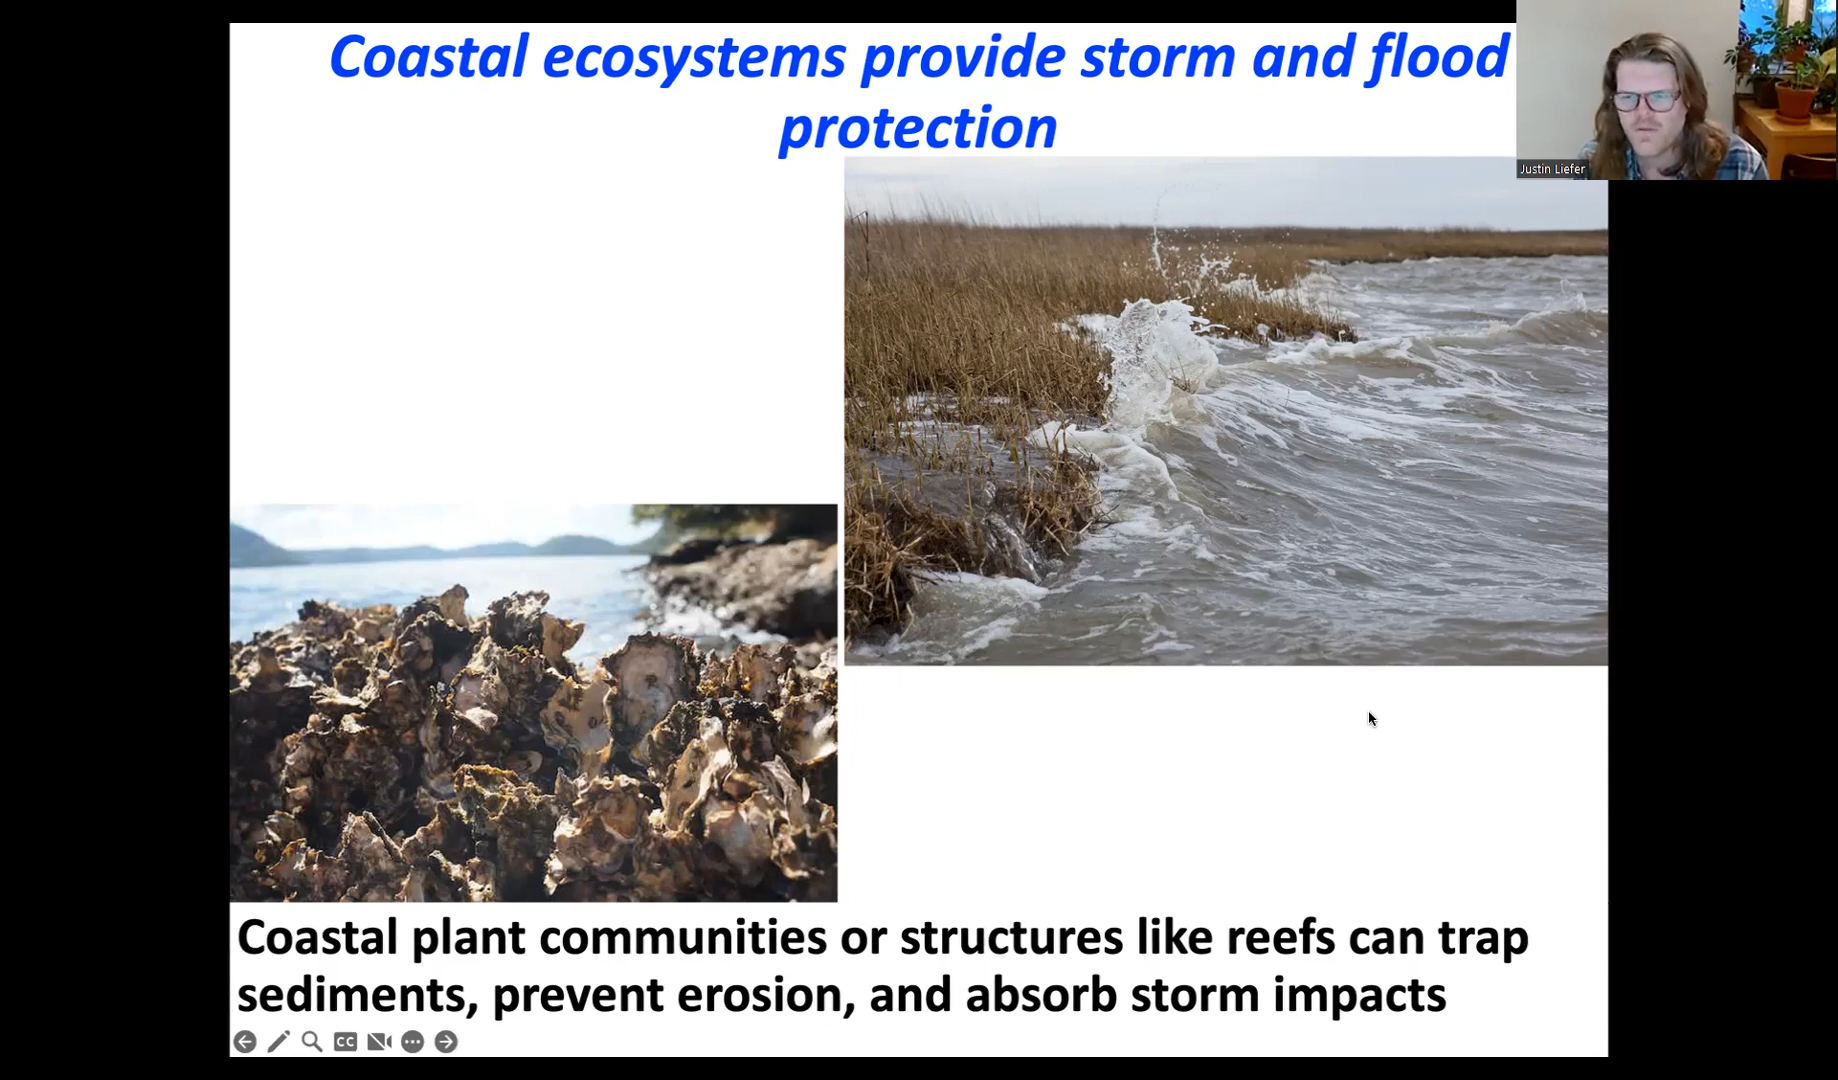 Coastal ecosystems provide storm and flood
protection
Justin Liefer
Coastal plant communities or structures like reefs can trap
sediments, prevent erosion, and absorb storm impacts
CC